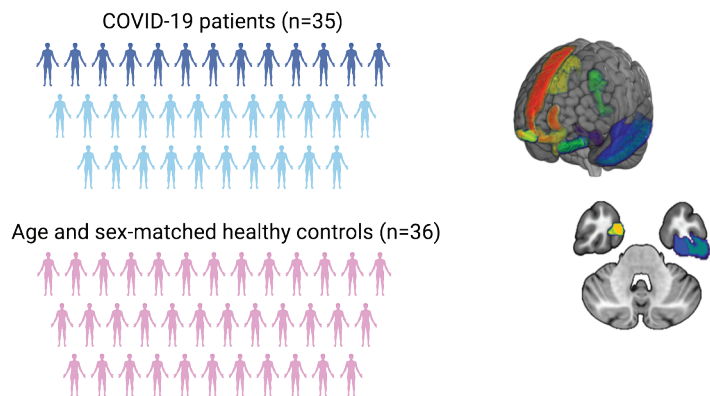 COVID-19 patients (n=35)
Age and sex-matched healthy controls (n=36)